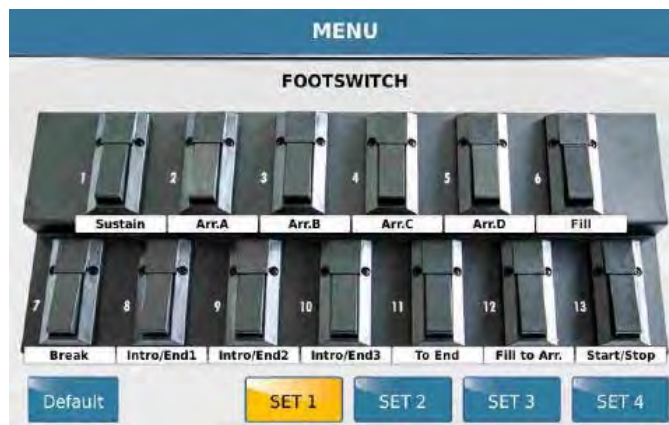 MENU
FOOTSWITCH
1 2 3 4 5 6
Sustain Arr.A Arr.B Arr.C Arr.D Fill
7 8 9 10 11 12 13
Break Intro/End1 Intro/End2 Intro/End3 To End Fill to Arr. Start/Stop
Default SET 1 SET 2 SET 3 SET 4